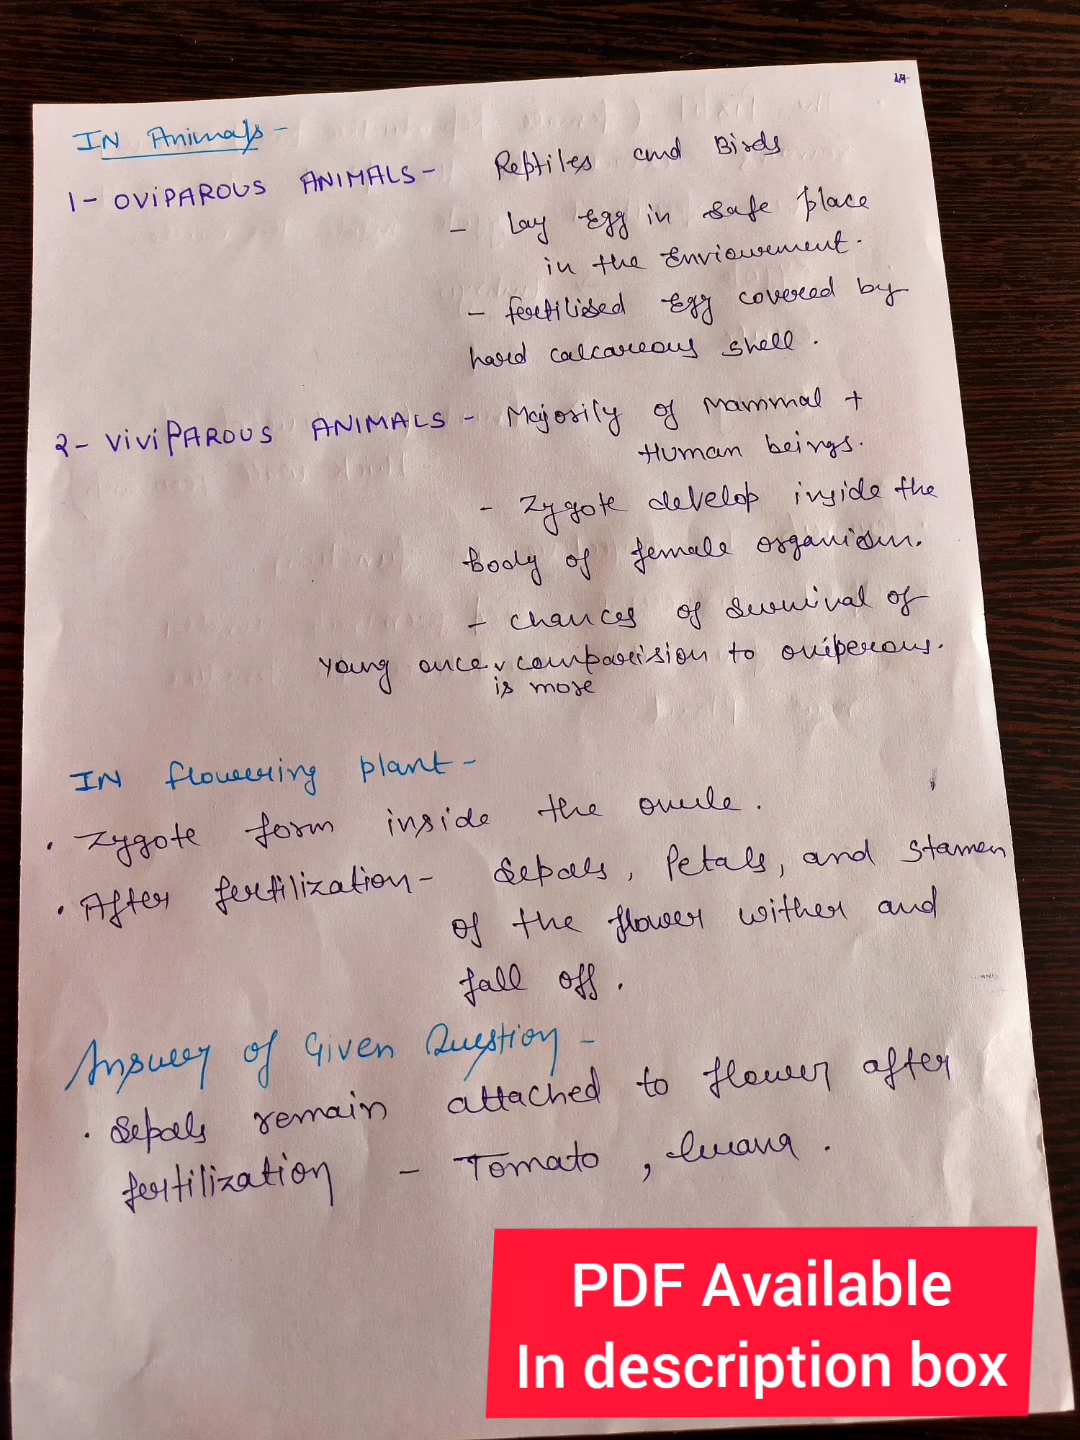 17
IN Animals -
1 - OViPAROUS ANIMALS - Reptiles and Birds
- Lay Egg in safe place
in the Enviourement.
- fertilised Egg covered by
hard calcareous shell.
2 - ViViPAROUS ANIMALS - Majority of Mammal +
Human beings.
- Zygote develop inside the
body of female organism.
- chances of survival of
young once comparision to oviperous.
is more
IN flowering plant -
. Zygote form inside the ovule.
. After fertilization - Sepals, Petals, and Stamen
of the flower wither and
fall off.
Answer of Given Question -
. Sepals remain attached to flower after
fertilization - Tomato,
PDF Available
In description box